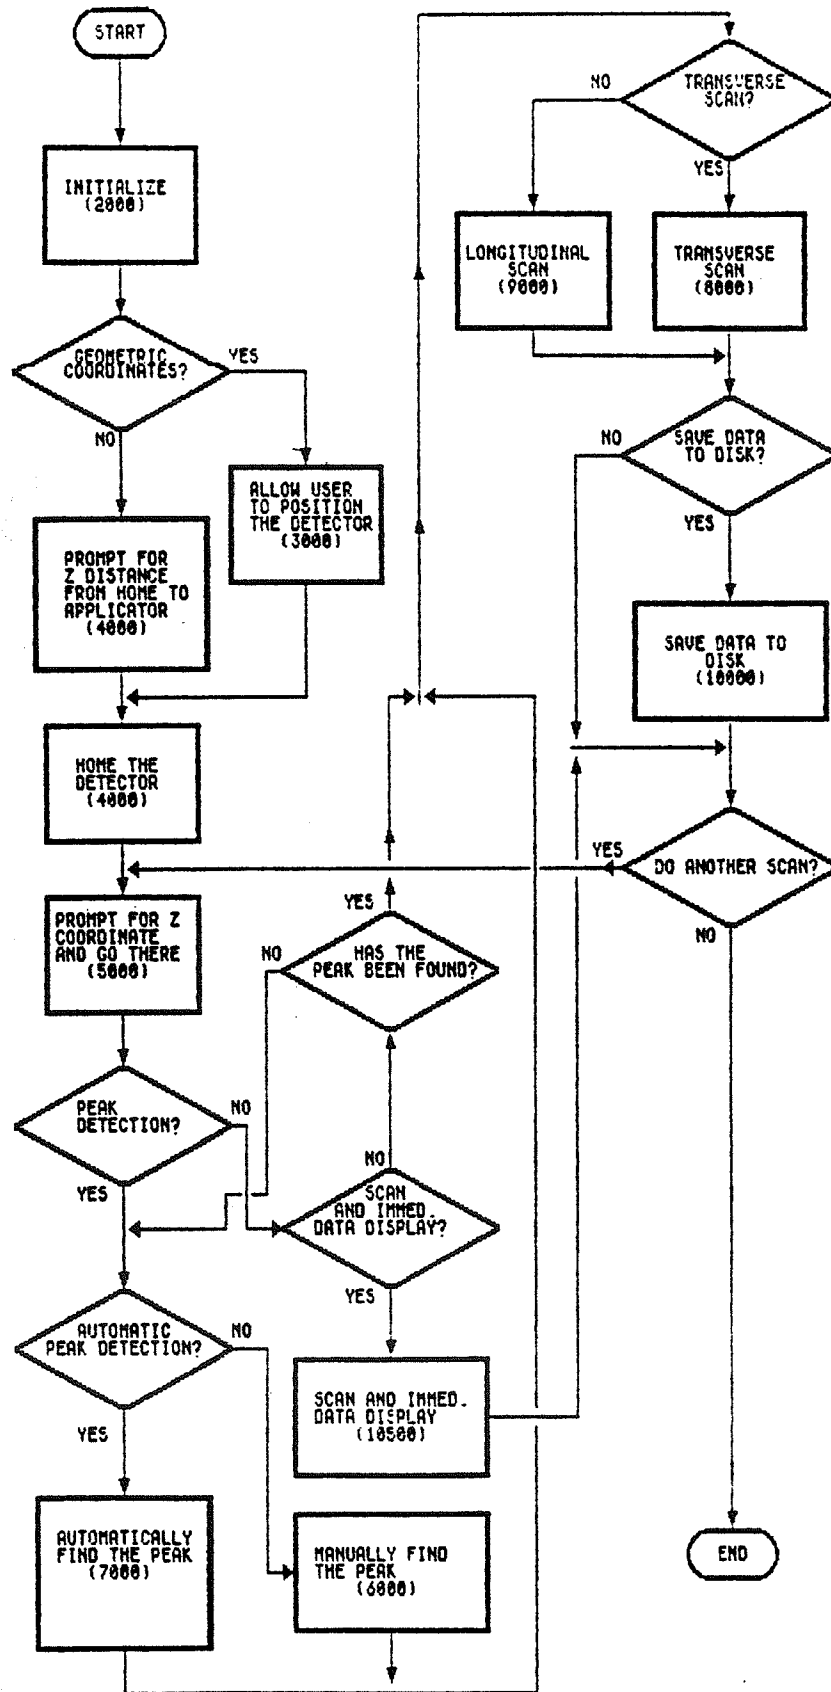 START
INITIALIZE
(2000)
GEOMETRIC
COORDINATES?
YES
NO
ALLOW USER
TO POSITION
THE DETECTOR
(3000)
PROMPT FOR
Z DISTANCE
FROM HOME TO
APPLICATOR
(4000)
HOME THE
DETECTOR
(4000)
PROMPT FOR Z
COORDINATE
AND GO THERE
(5000)
PEAK
DETECTION?
NO
YES
AUTOMATIC
PEAK DETECTION?
NO
YES
AUTOMATICALLY
FIND THE PEAK
(7000)
MANUALLY FIND
THE PEAK
(6000)
YES
NO
HAS THE
PEAK BEEN FOUND?
NO
SCAN
AND IMMED.
DATA DISPLAY?
YES
SCAN AND IMMED.
DATA DISPLAY
(10500)
TRANSVERSE
SCAN?
NO
YES
LONGITUDINAL
SCAN
(9000)
TRANSVERSE
SCAN
(8000)
SAVE DATA
TO DISK?
NO
YES
SAVE DATA TO
DISK
(10000)
YES
DO ANOTHER SCAN?
NO
END